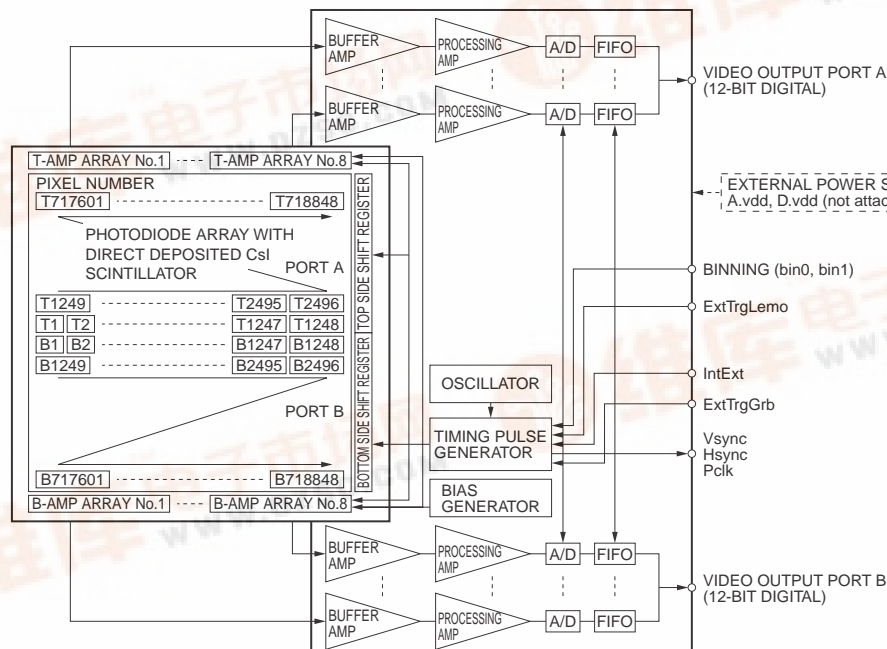 BUFFER
AMP
PROCESSING
AMP
A/D
FIFO
VIDEO OUTPUT PORT A
(12-BIT DIGITAL)
BUFFER
AMP
PROCESSING
AMP
A/D
FIFO
T-AMP ARRAY No.1
T-AMP ARRAY No.8
PIXEL NUMBER
T717601
T718848
PHOTODIODE ARRAY WITH
DIRECT DEPOSITED CsI
SCINTILLATOR
PORT A
TOP SIDE SHIFT REGISTER
EXTERNAL POWER
A.vdd, D.vdd (not
BINNING (bin0, bin1)
ExtTrgLemo
T1249
T2495
T2496
T1
T2
T1247
T1248
B1
B2
B1247
B1248
B1249
B2495
B2496
BOTTOM SIDE SHIFT REGISTER
PORT B
B717601
B718848
B-AMP ARRAY No.1
B-AMP ARRAY No.8
OSCILLATOR
TIMING PULSE
GENERATOR
BIAS
GENERATOR
IntExt
ExtTrgGrb
Vsync
Hsync
Pclk
BUFFER
AMP
PROCESSING
AMP
A/D
FIFO
VIDEO OUTPUT PORT B
(12-BIT DIGITAL)
BUFFER
AMP
PROCESSING
AMP
A/D
FIFO